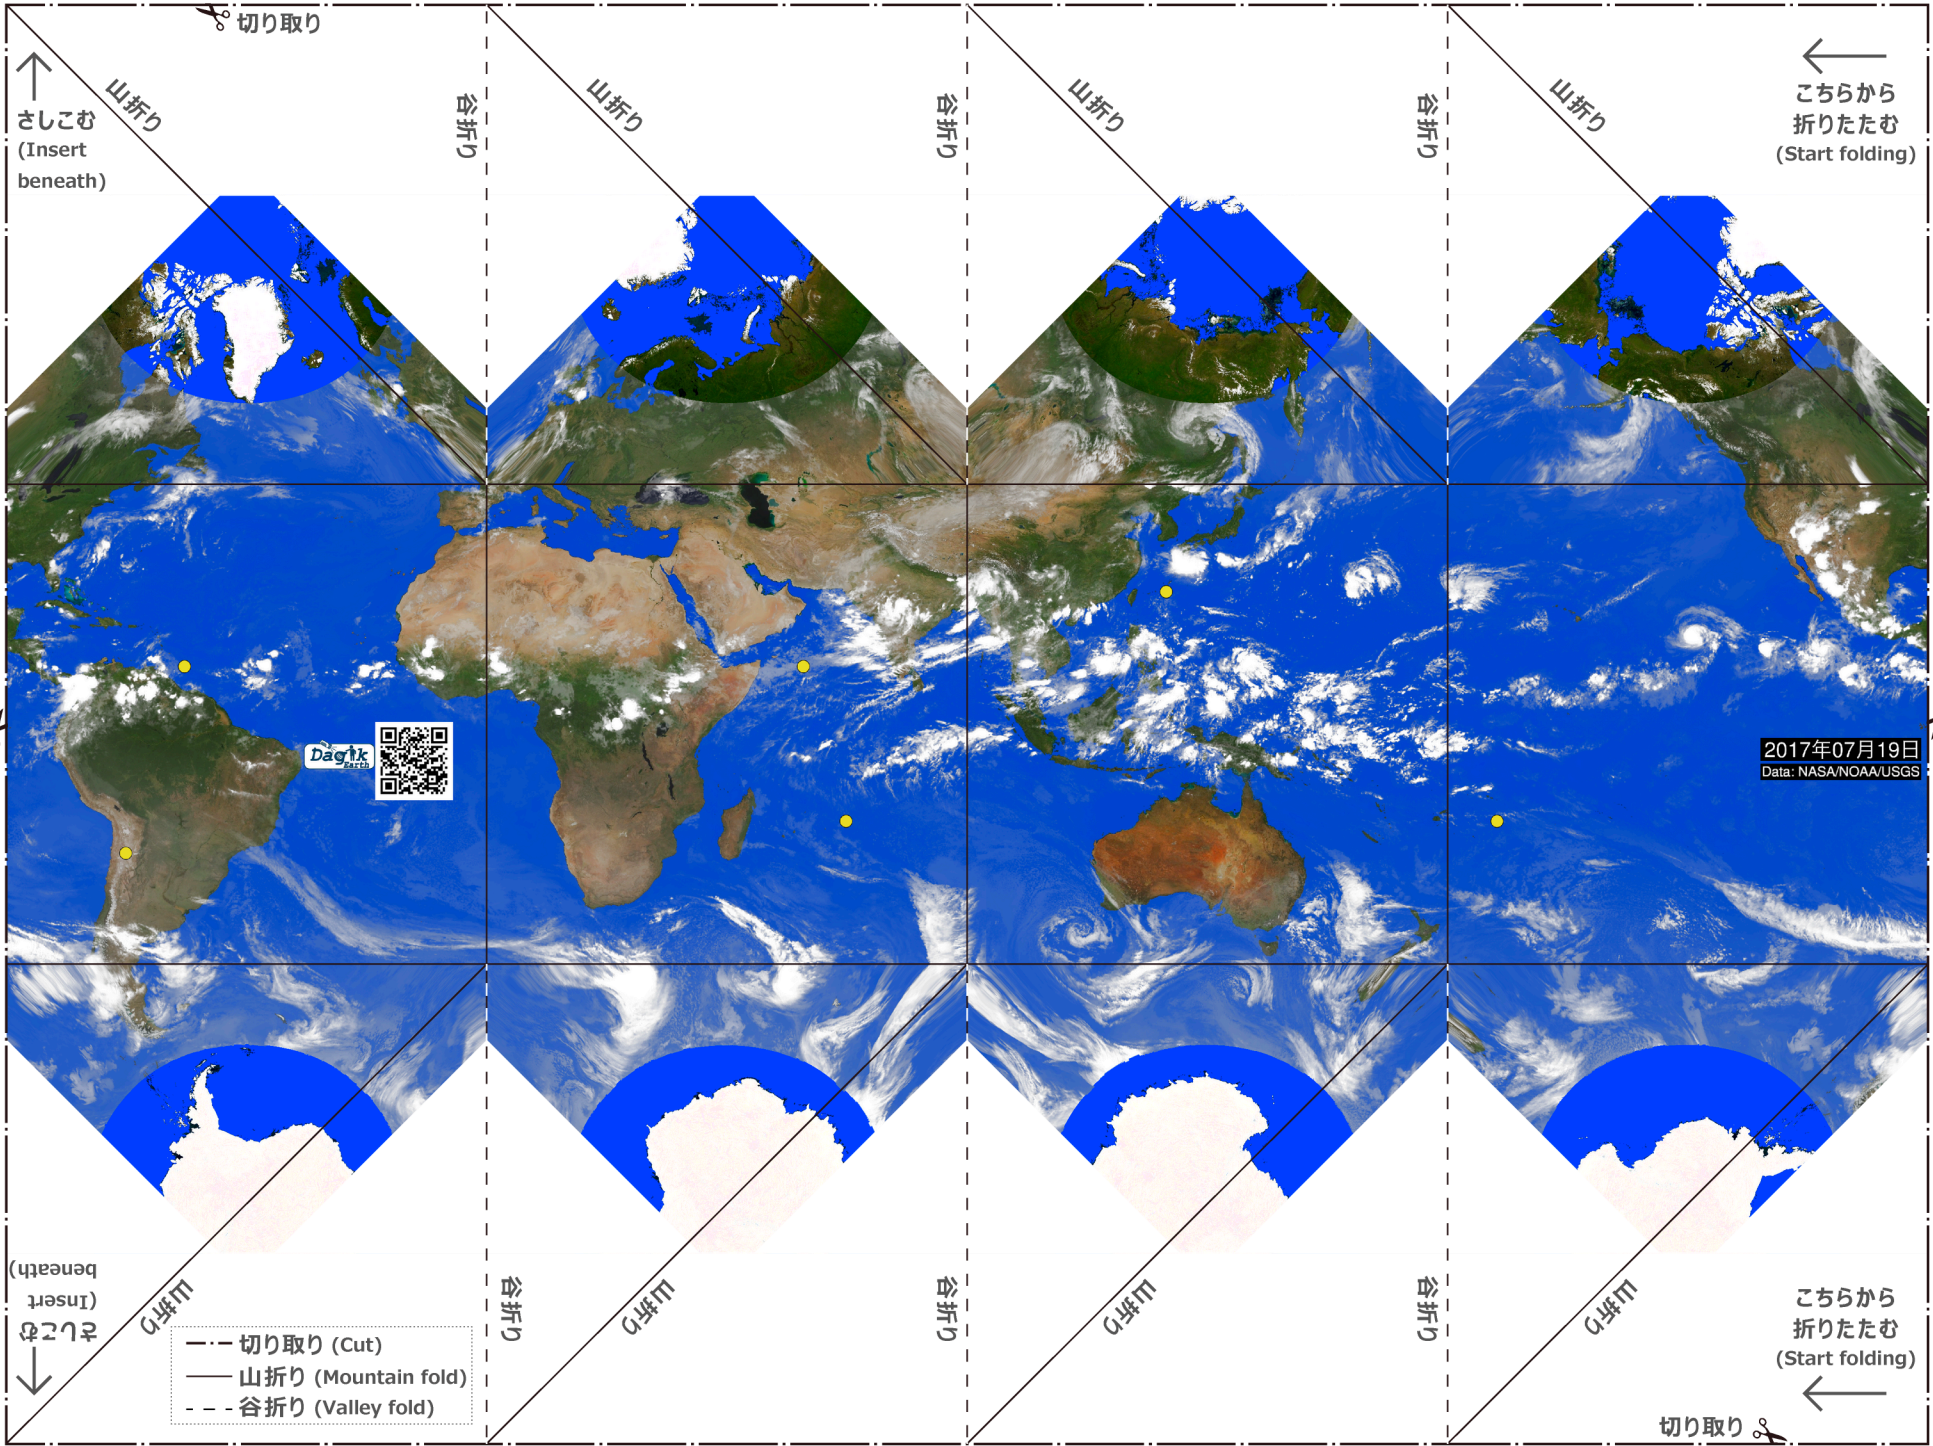 切り取り
さしこむ
(Insert
beneath)
山折り
谷折り
山折り
谷折り
山折り
谷折り
山折り
こちらから
折りたたむ
(Start folding)
Dagik
Earth
2017年07月19日
Data: NASA/NOAA/USGS
さしこむ
(Insert
beneath)
山折り
谷折り
山折り
谷折り
山折り
谷折り
山折り
こちらから
折りたたむ
(Start folding)
切り取り (Cut)
山折り (Mountain fold)
谷折り (Valley fold)
切り取り